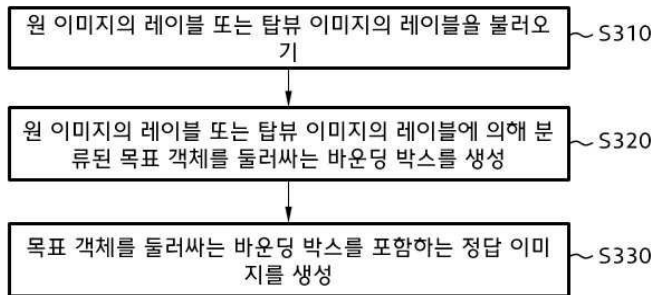 원 이미지의 레이블 또는 탑뷰 이미지의 레이블을 불러오
기
S310
원 이미지의 레이블 또는 탑뷰 이미지의 레이블에 의해 분
류된 목표 객체를 둘러싸는 바운딩 박스를 생성
S320
목표 객체를 둘러싸는 바운딩 박스를 포함하는 정답 이미
지를 생성
S330